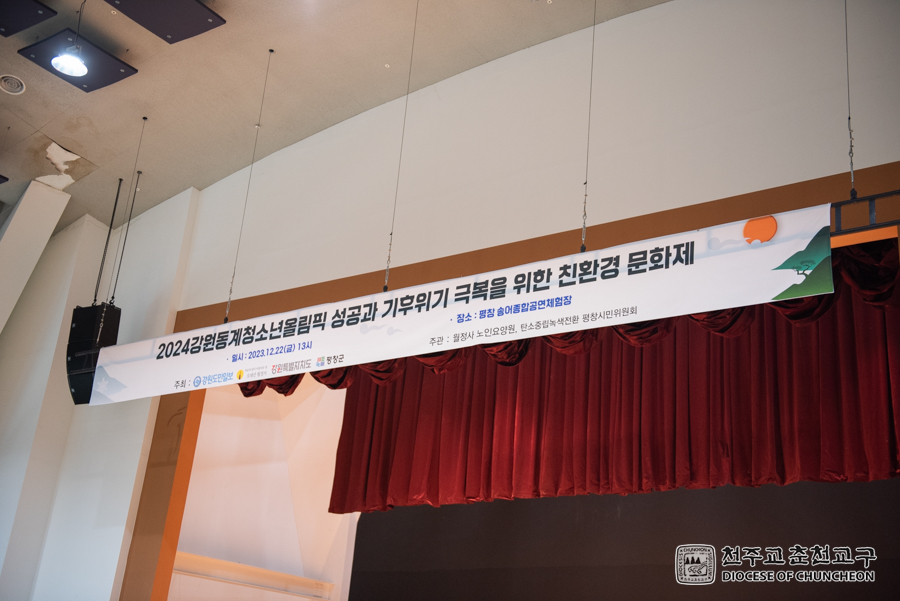 2024강원동계청소년올림픽 성공과 기후위기 극복을 위한 친환경 문화제
· 일시 : 2023.12.22(금) 13시
· 장소 : 평창 송어종합공연체험장
주최 : 강원도민일보 강원특별자치도 평창군
주관 : 월정사 노인요양원, 탄소중립녹색전환 평창시민위원회
천주교 춘천교구
DIOCESE OF CHUNCHEON